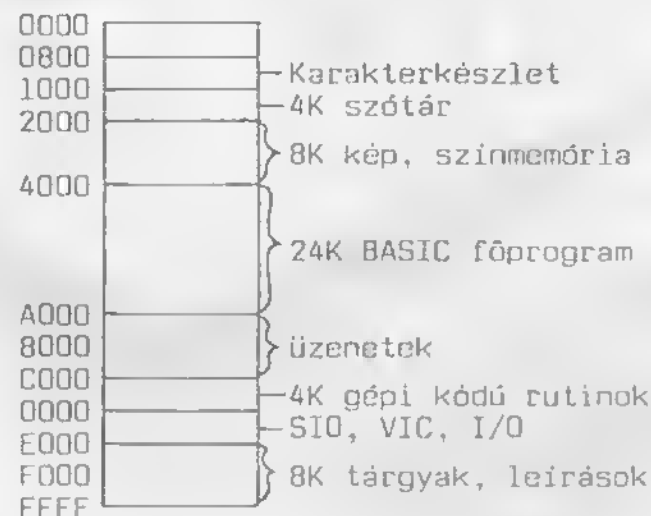 0000
0800
Karakterkészlet
1000
4K szótár
2000
8K kép, szinmemória
4000
24K BASIC főprogram
A000
8000
üzenetek
C000
4K gépi kódú rutinok
0000
SIO, VIC, I/O
E000
F000
8K tárgyak, leírások
FFFF